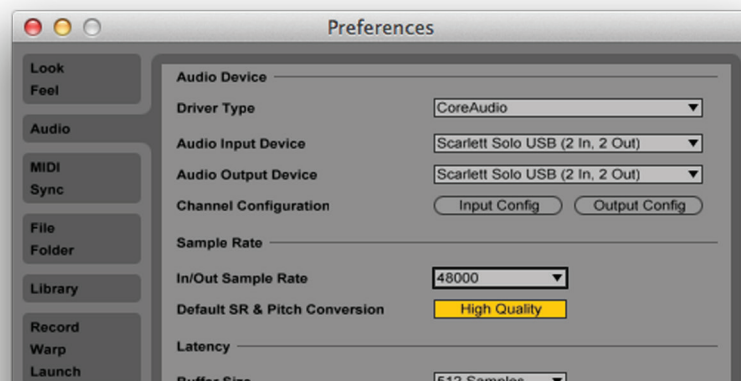 Preferences
Look
Feel
Audio
MIDI
Sync
File
Folder
Library
Record
Warp
Launch
Audio Device
Driver Type CoreAudio
Audio Input Device Scarlett Solo USB (2 In, 2 Out)
Audio Output Device Scarlett Solo USB (2 In, 2 Out)
Channel Configuration Input Config Output Config
Sample Rate
In/Out Sample Rate 48000
Default SR & Pitch Conversion High Quality
Latency
Buffer Size 512 Samples